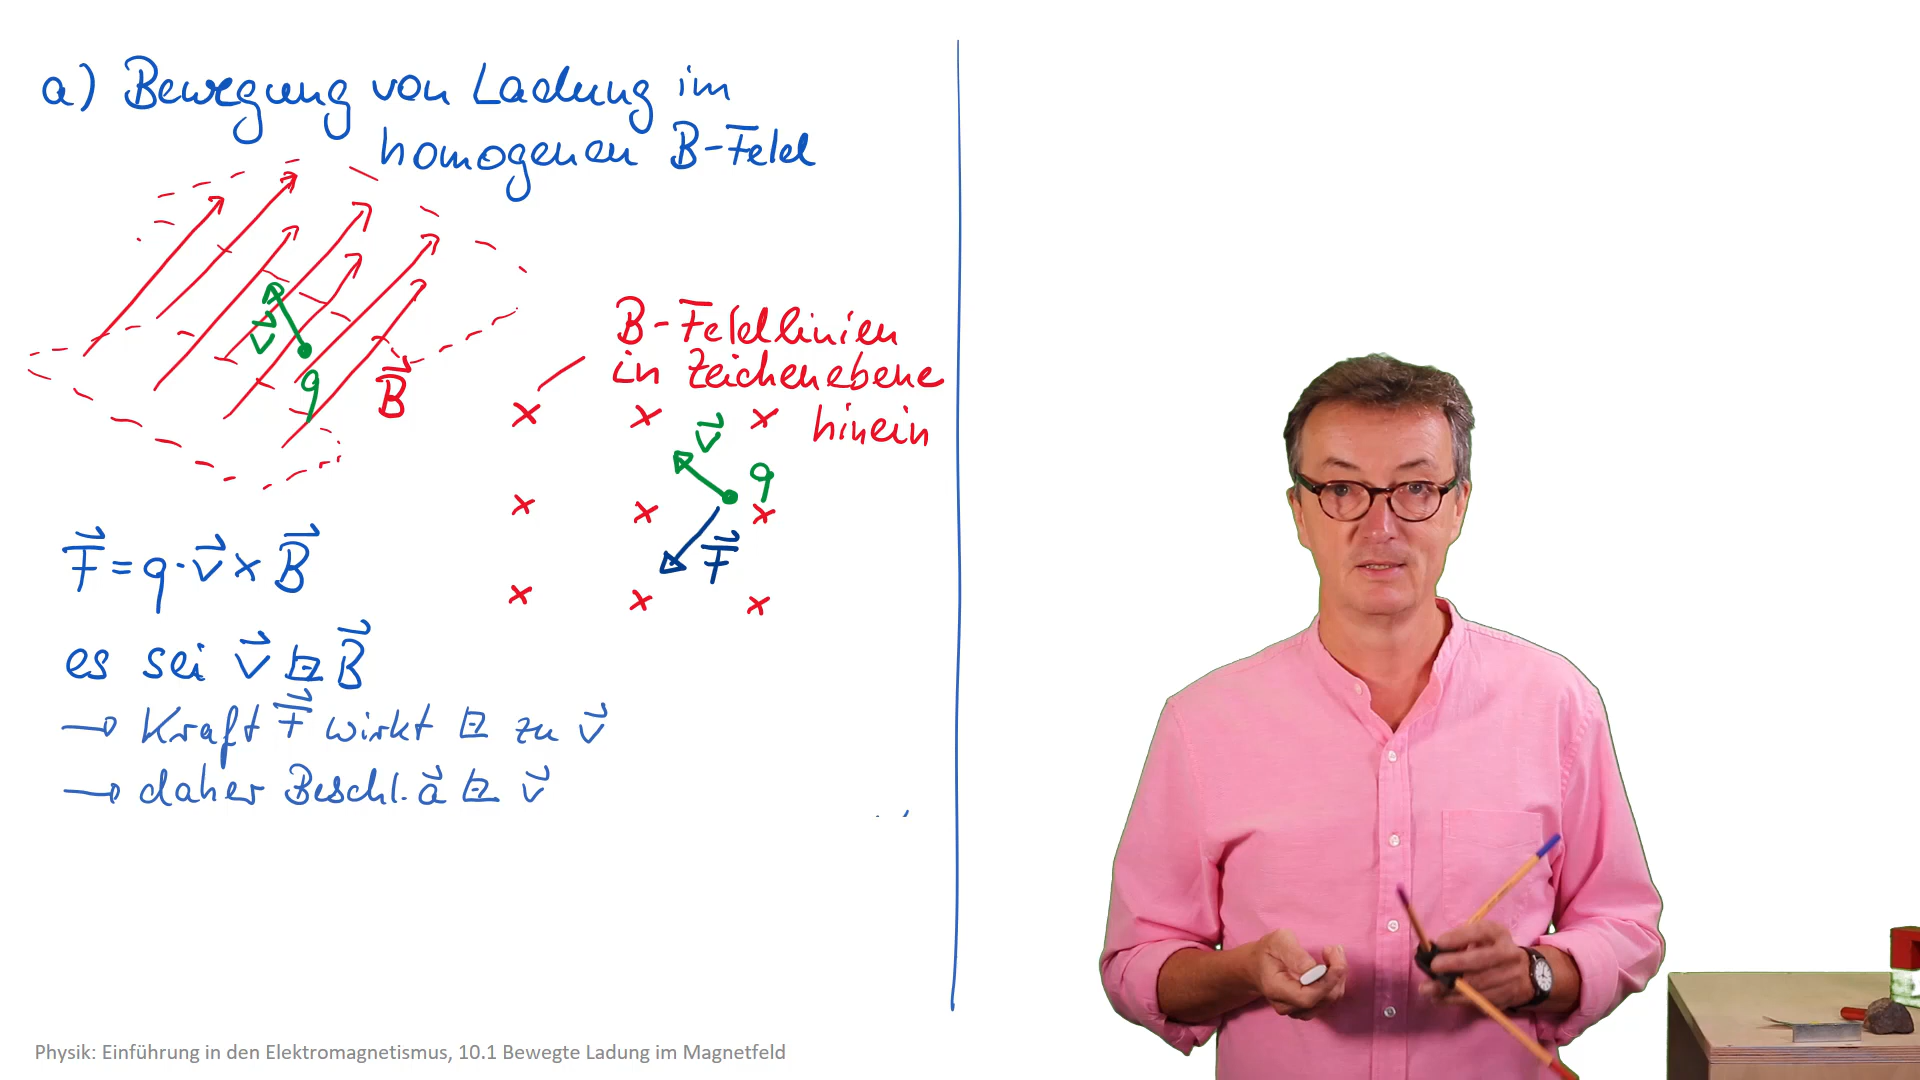 a) Bewegung von Ladung im
homogenen B-Feld
v⃗
q
B⃗
B-Feldlinien
in Zeichenebene
hinein
× × ×
v⃗
q
× × ×
F⃗
× × ×
F⃗ = q · v⃗ × B⃗
es sei v⃗ ⊥ B⃗
→ Kraft F⃗ wirkt ⊥ zu v⃗
→ daher Beschl. a⃗ ⊥ v⃗
Physik: Einführung in den Elektromagnetismus, 10.1 Bewegte Ladung im Magnetfeld